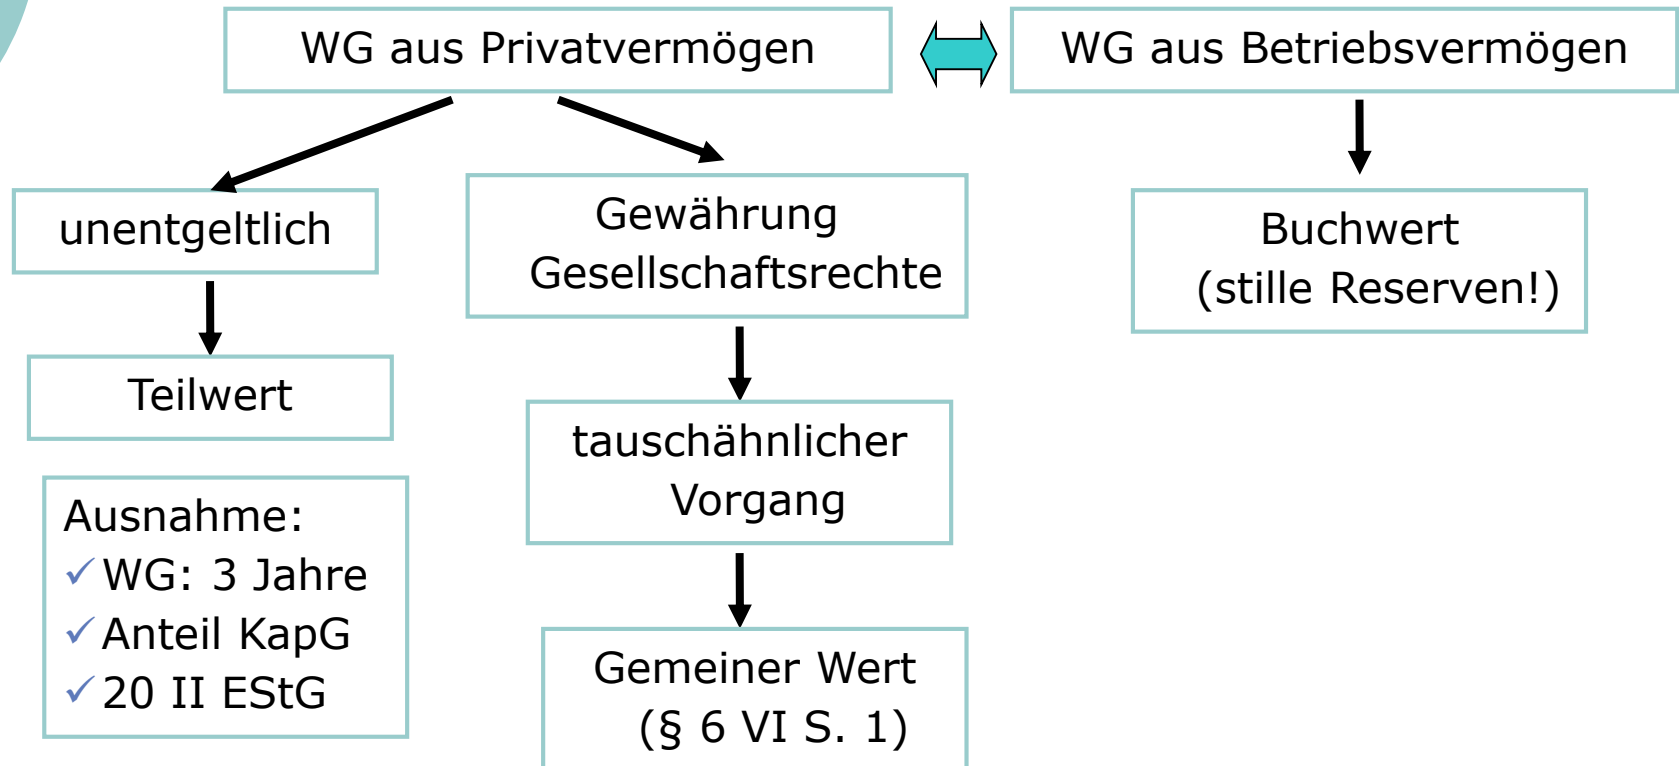 WG aus Privatvermögen
WG aus Betriebsvermögen
unentgeltlich
Gewährung
Gesellschaftsrechte
Buchwert
(stille Reserven!)
Teilwert
tauschähnlicher
Vorgang
Ausnahme:
WG: 3 Jahre
Anteil KapG
20 II EStG
Gemeiner Wert
(§ 6 VI S. 1)